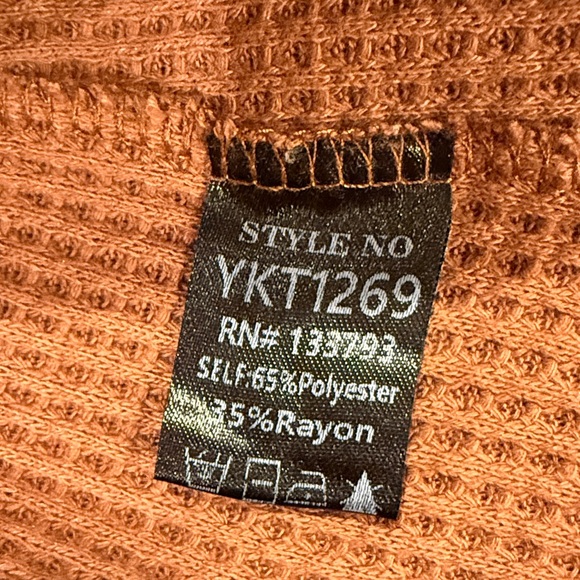 STYLE NO
YKT1269
RN# 133793
SELF:65%Polyester
35%Rayon